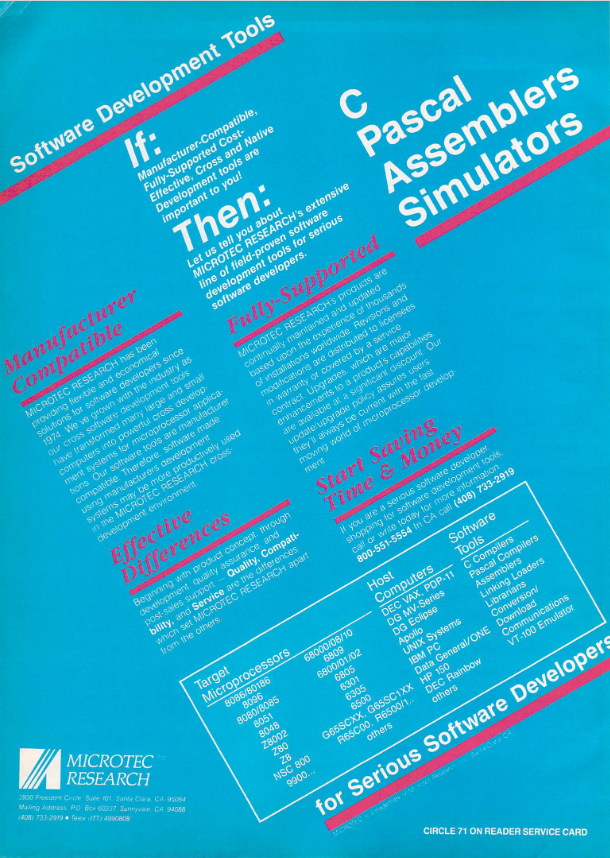 Software Development Tools
If:
Manufacturer-Compatible,
Fully-Supported Cost-
Effective, Cross and Native
Development tools are
important to you!
Then:
Let us tell you about
MICROTEC RESEARCH's extensive
line of field-proven software
development tools for serious
software developers.
C
Pascal
Assemblers
Simulators
Manufacturer
Compatible
MICROTEC RESEARCH has been
providing flexible and economical
solutions for software developers since
1974. We've grown with the industry as
our cross software development tools
have transformed many large and small
computers into powerful cross develop-
ment systems for microprocessor applica-
tions. Our software tools are manufacturer
compatible. Therefore, software made
using manufacturers development
systems may be more productively used
in the MICROTEC RESEARCH cross-
development environment.
Effective
Differences
Beginning with product concept, through
development, quality assurance, and
post-sales support – Quality, Compati-
bility, and Service are the differences
which set MICROTEC RESEARCH apart
from the others.
Fully-Supported
MICROTEC RESEARCH's products are
continually maintained and updated
based upon the experience of thousands
of installations worldwide. Revisions and
modifications are distributed to licensees
in warranty or covered by a service
contract. Upgrades, which are major
enhancements to a product's capabilities
are available at a significant discount. Our
update/upgrade policy assures users
they'll always be current with the fast
moving world of microprocessor develop-
ment.
Start Saving
Time & Money
If you are a serious software developer
shopping for software development tools,
call or write today for more information.
800-551-5554 In CA call (408) 733-2919
Target
Microprocessors
8086/80186
8086
8080/8085
8051
8048
Z8002
Z80
Z8
NSC 800
9900...
68000/08/10
6809
6800/01/02
6805
6301
6305
6500
G65SCXX, G65SC1XX
R65C00, R6500/1..
others
Host
Computers
DEC VAX, PDP-11
DG MV-Series
DG Eclipse
Apollo
UNIX Systems
IBM PC
Data General/ONE
HP 150
DEC Rainbow
others
Software
Tools
C Compilers
Pascal Compilers
Assemblers
Linking Loaders
Librarians
Conversion/
Download,
Communications
VT-100 Emulator
for Serious Software Developers
MICROTEC™
RESEARCH
3930 Freedom Circle, Suite 101, Santa Clara, CA 95054
Mailing Address: P.O. Box 60337, Sunnyvale, CA 94088
(408) 733-2919 • Telex (ITT) 4990808
CIRCLE 71 ON READER SERVICE CARD